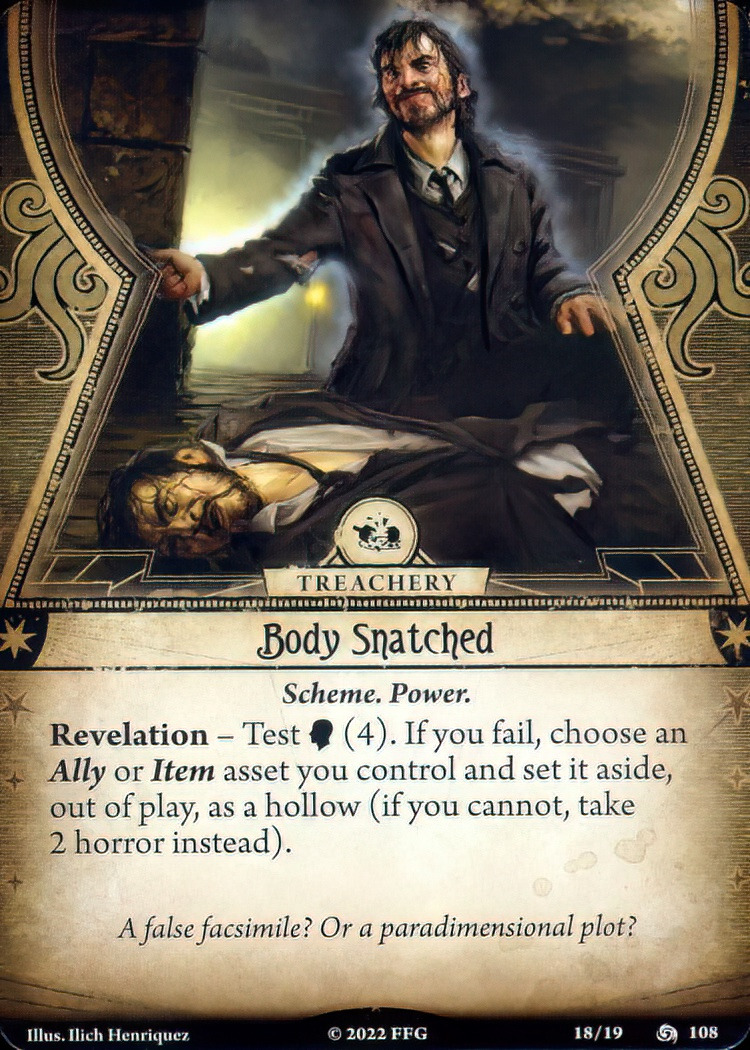 TREACHERY
Body Snatched
Scheme. Power.
Revelation – Test (4). If you fail, choose an
Ally or Item asset you control and set it aside,
out of play, as a hollow (if you cannot, take
2 horror instead).
A false facsimile? Or a paradimensional plot?
Illus. Ilich Henriquez © 2022 FFG 18/19 108